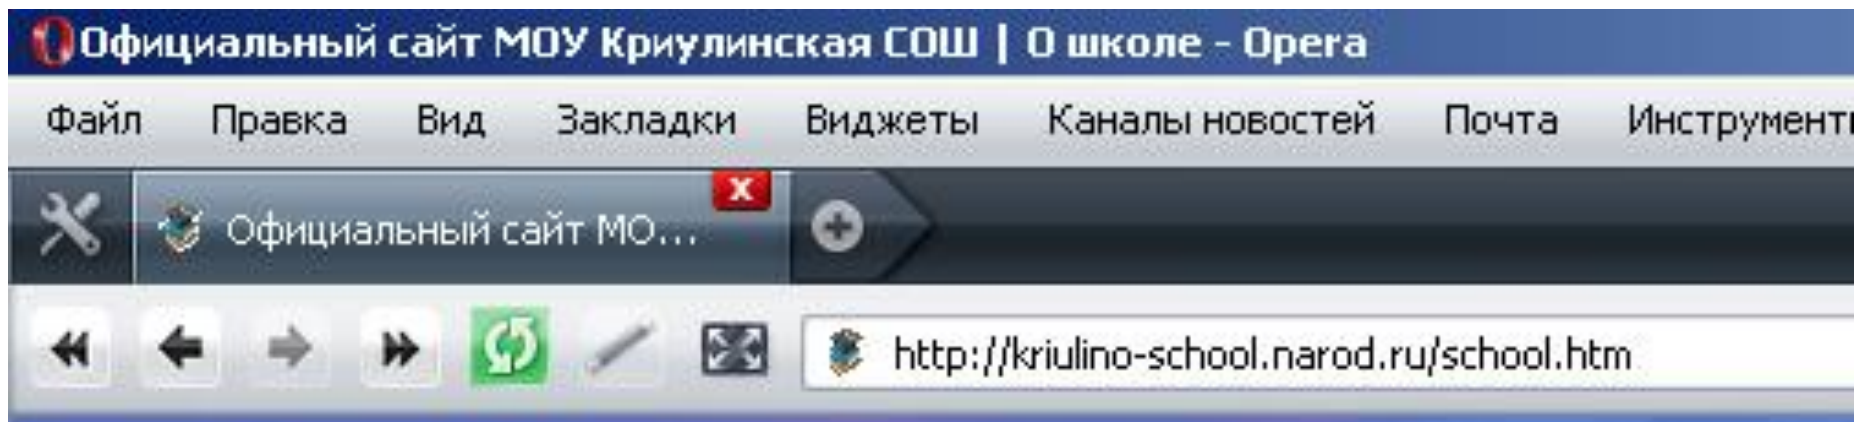 Официальный сайт МОУ Криулинская СОШ | О школе - Opera
Файл Правка Вид Закладки Виджеты Каналы новостей Почта
Официальный сайт МО...
http://kriulino-school.narod.ru/school.htm